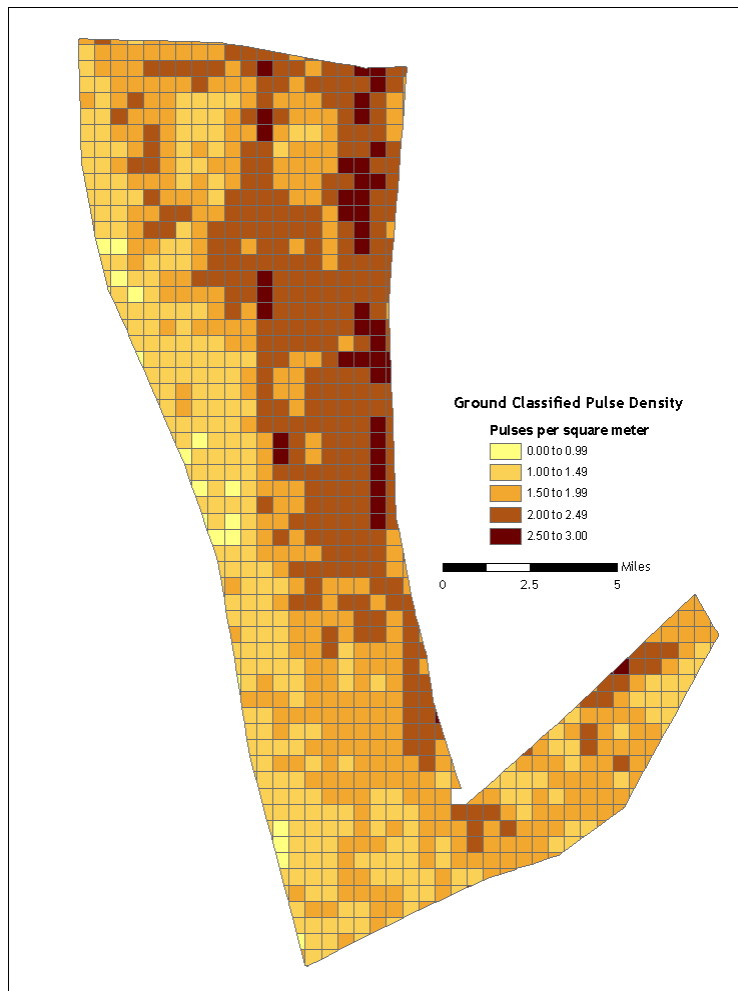 Ground Classified Pulse Density
Pulses per square meter
0.00 to 0.99
1.00 to 1.49
1.50 to 1.99
2.00 to 2.49
2.50 to 3.00
Miles
0 2.5 5